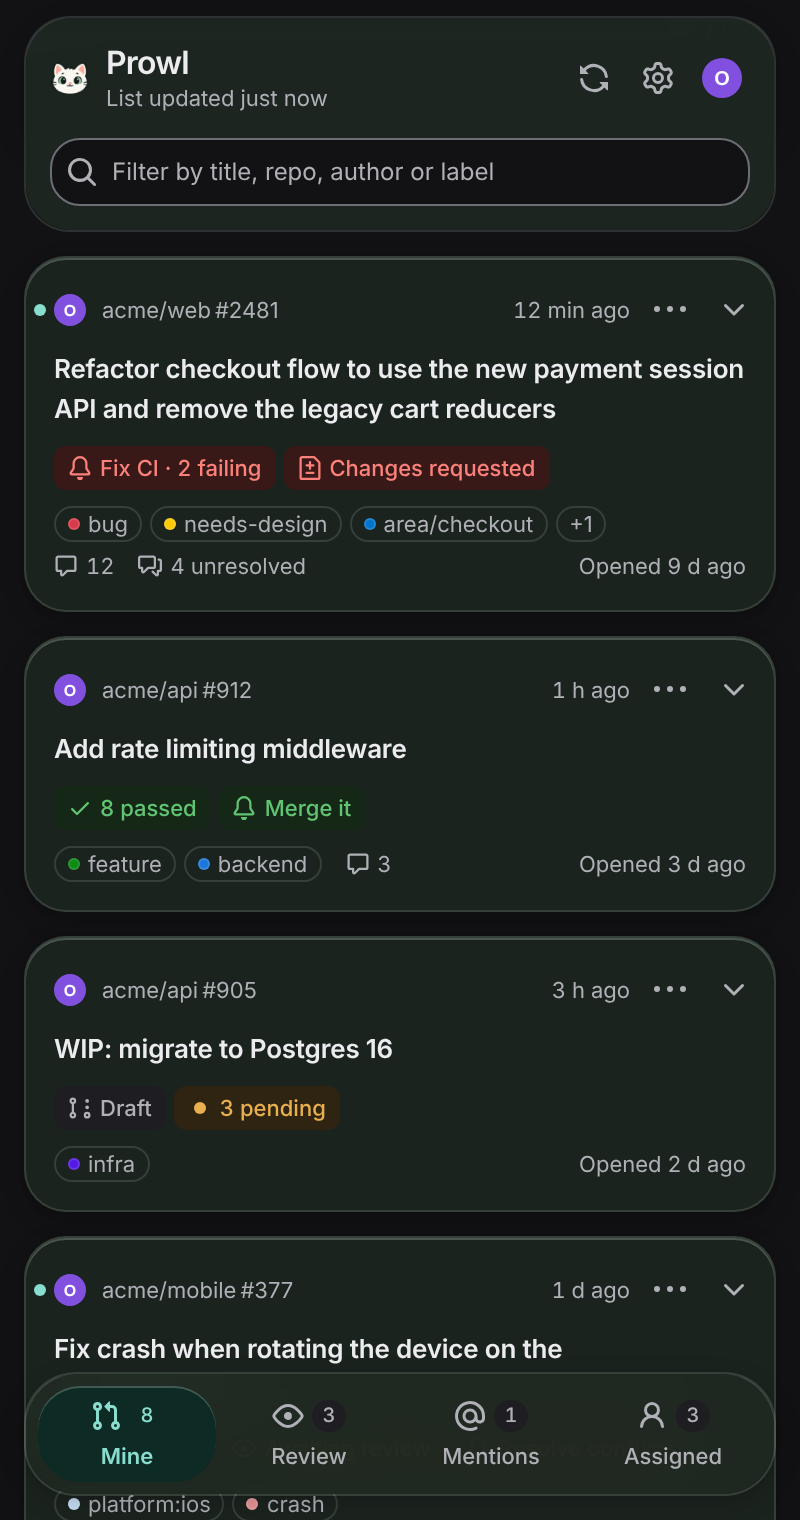 Prowl
List updated just now
O
Filter by title, repo, author or label
O acme/web #2481 12 min ago
Refactor checkout flow to use the new payment session
API and remove the legacy cart reducers
Fix CI · 2 failing Changes requested
bug needs-design area/checkout +1
12 4 unresolved Opened 9 d ago
O acme/api #912 1 h ago
Add rate limiting middleware
8 passed Merge it
feature backend 3 Opened 3 d ago
O acme/api #905 3 h ago
WIP: migrate to Postgres 16
Draft 3 pending
infra Opened 2 d ago
O acme/mobile #377 1 d ago
Fix crash when rotating the device on the
8 3 1 3
Mine Review Mentions Assigned
platform:ios crash